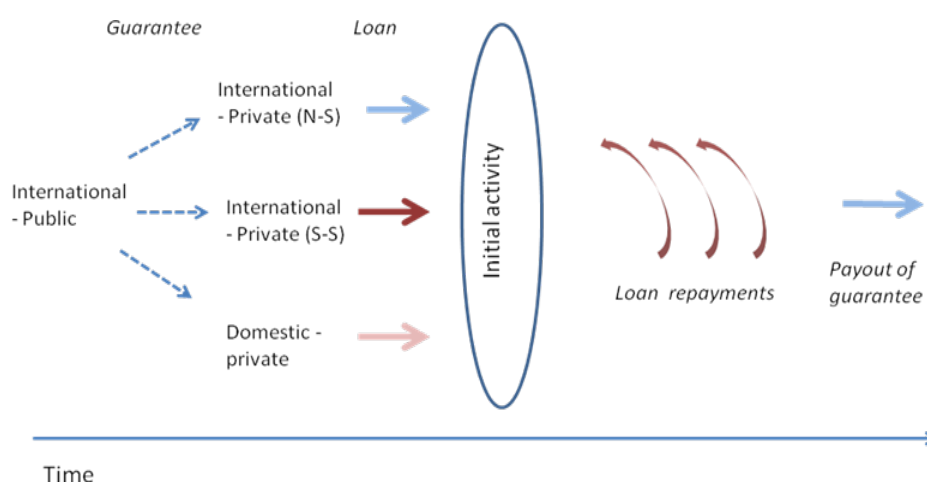 Guarantee
Loan
International
- Private (N-S)
International
- Public
International
- Private (S-S)
Domestic -
private
Initial activity
Loan repayments
Payout of
guarantee
Time